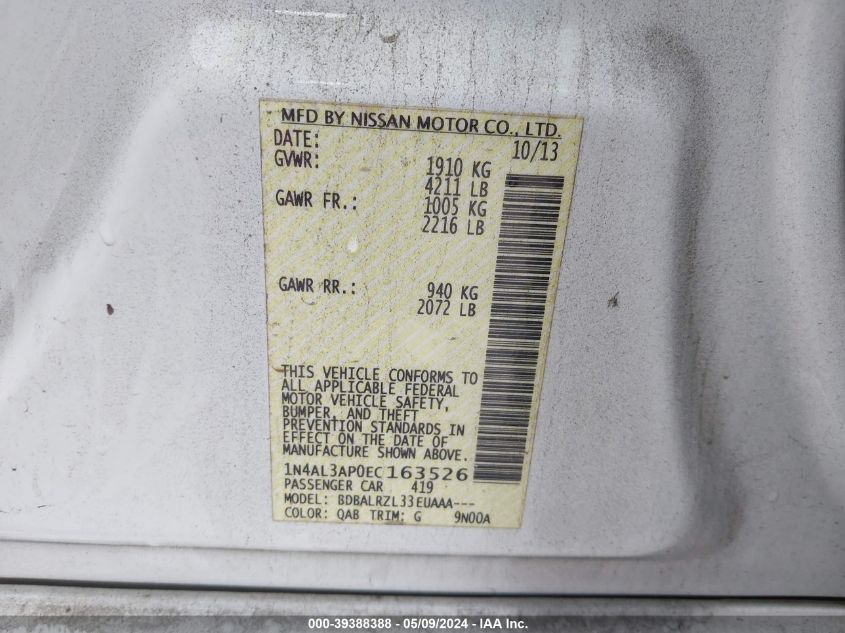 MFD BY NISSAN MOTOR CO., LTD.
DATE: 10/13
GVWR: 1910 KG
4211 LB
GAWR FR.: 1005 KG
2216 LB
GAWR RR.: 940 KG
2072 LB
THIS VEHICLE CONFORMS TO
ALL APPLICABLE FEDERAL
MOTOR VEHICLE SAFETY,
BUMPER, AND THEFT
PREVENTION STANDARDS IN
EFFECT ON THE DATE OF
MANUFACTURE SHOWN ABOVE.
1N4AL3AP0EC163526
PASSENGER CAR 419
MODEL: BDBALRZL33EUAAA---
COLOR: QAB TRIM: G 9N00A
000-39388388 - 05/09/2024 - IAA Inc.